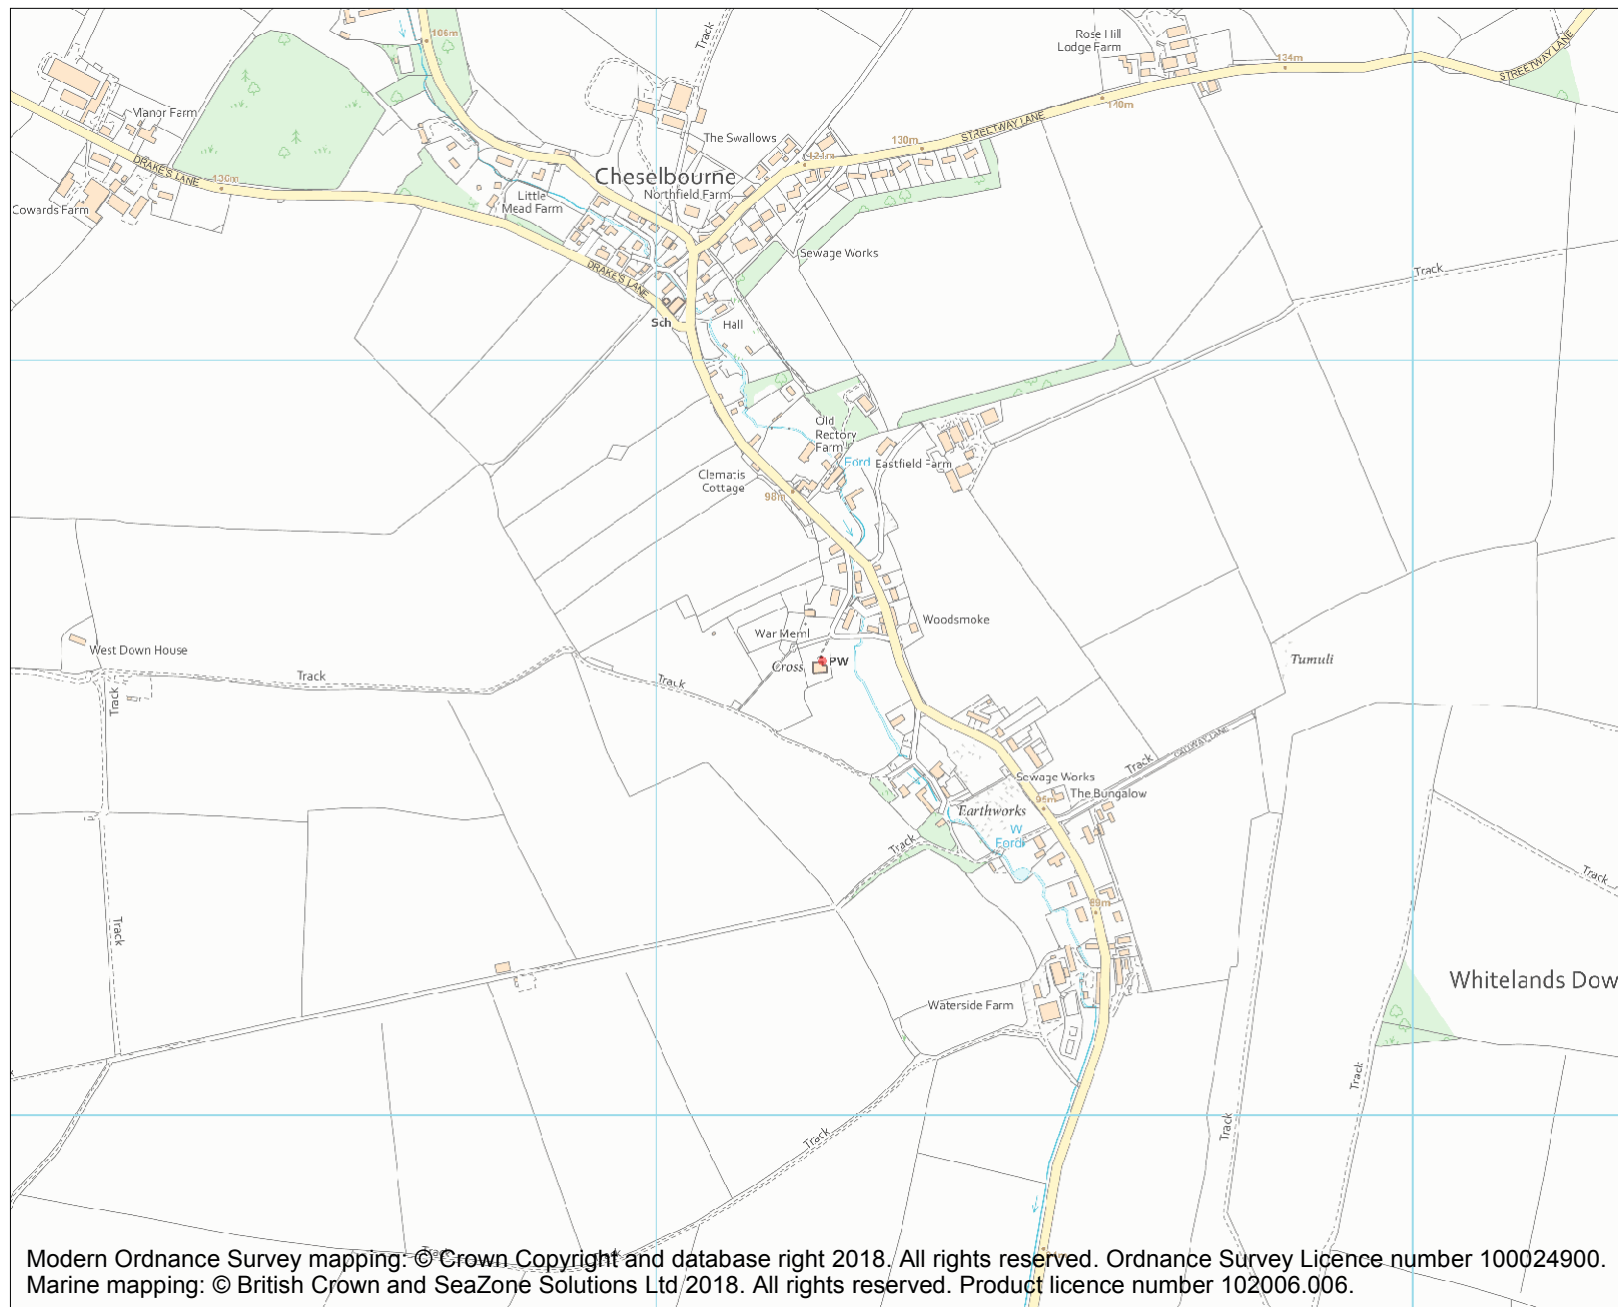 106m
Track
Rose Hill
Lodge Farm
134m
STREETWAY LANE
140m
Manor Farm
STREETWAY LANE
130m
The Swallows
121m
DRAKE'S LANE
Cheselbourne
Northfield Farm
Little
Mead Farm
Cowards Farm
Sewage Works
DRAKE'S LANE
Track
Sch
Hall
Old
Rectory
Farm
Ford
Eastfield Farm
Clematis
Cottage
98m
Woodsmoke
War Meml
Cross
PW
West Down House
Tumuli
Track
Track
Track
Track
Sewage Works
The Bungalow
95m
Earthworks
W
Ford
Track
Track
Track
89m
Whitelands Dow
Waterside Farm
Track
Track
Track
Track
Track
Modern Ordnance Survey mapping: © Crown Copyright and database right 2018. All rights reserved. Ordnance Survey Licence number 100024900.
Marine mapping: © British Crown and SeaZone Solutions Ltd 2018. All rights reserved. Product licence number 102006.006.